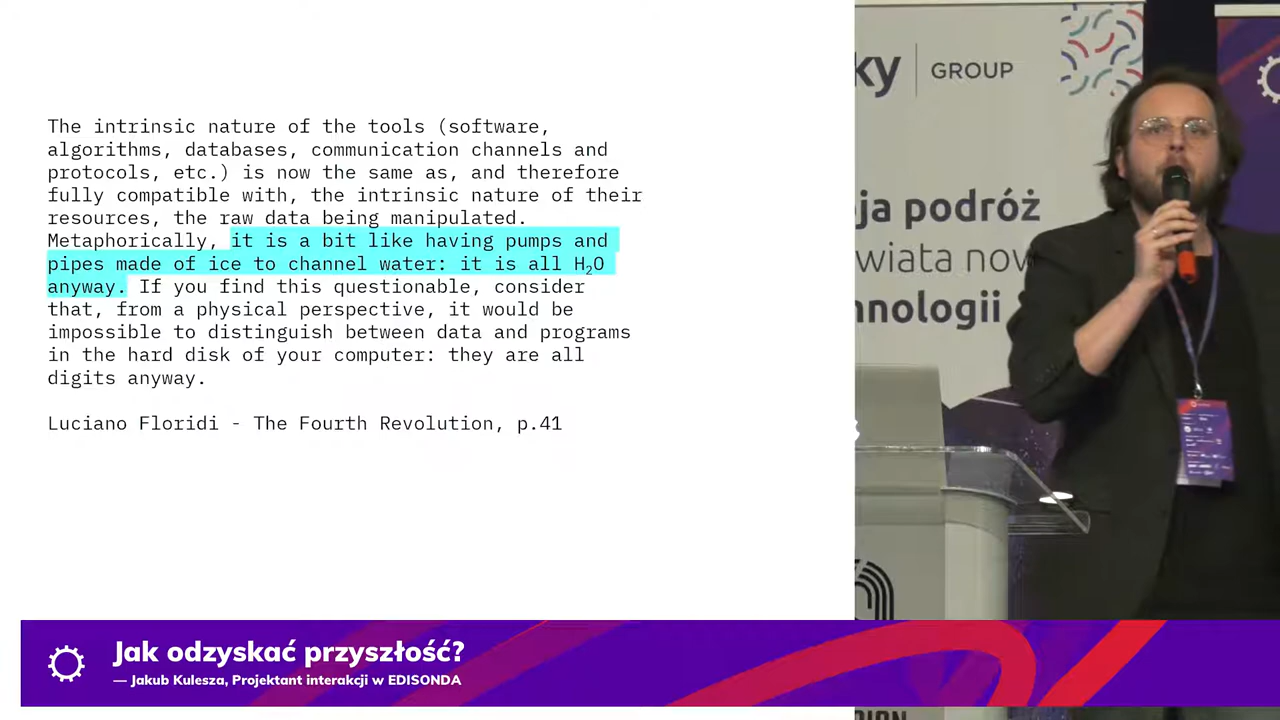 The intrinsic nature of the tools (software,
algorithms, databases, communication channels and
protocols, etc.) is now the same as, and therefore
fully compatible with, the intrinsic nature of their
resources, the raw data being manipulated.
Metaphorically, it is a bit like having pumps and
pipes made of ice to channel water: it is all H₂O
anyway. If you find this questionable, consider
that, from a physical perspective, it would be
impossible to distinguish between data and programs
in the hard disk of your computer: they are all
digits anyway.
Luciano Floridi - The Fourth Revolution, p.41
ky GROUP
ja podróż
wiata now
hnologii
Jak odzyskać przyszłość?
— Jakub Kulesza, Projektant interakcji w EDISONDA